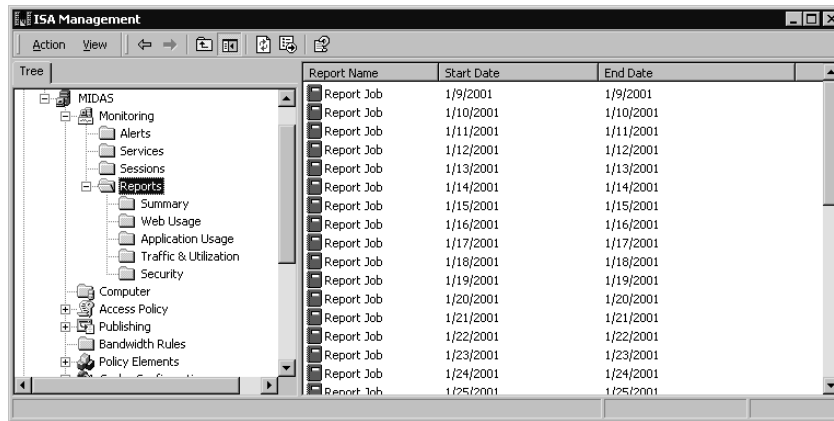 ISA Management
Action View
Tree
MIDAS
Monitoring
Alerts
Services
Sessions
Reports
Summary
Web Usage
Application Usage
Traffic & Utilization
Security
Computer
Access Policy
Publishing
Bandwidth Rules
Policy Elements
Report Name Start Date End Date
Report Job 1/9/2001 1/9/2001
Report Job 1/10/2001 1/10/2001
Report Job 1/11/2001 1/11/2001
Report Job 1/12/2001 1/12/2001
Report Job 1/13/2001 1/13/2001
Report Job 1/14/2001 1/14/2001
Report Job 1/15/2001 1/15/2001
Report Job 1/16/2001 1/16/2001
Report Job 1/17/2001 1/17/2001
Report Job 1/18/2001 1/18/2001
Report Job 1/19/2001 1/19/2001
Report Job 1/20/2001 1/20/2001
Report Job 1/21/2001 1/21/2001
Report Job 1/22/2001 1/22/2001
Report Job 1/23/2001 1/23/2001
Report Job 1/24/2001 1/24/2001
Report Job 1/25/2001 1/25/2001